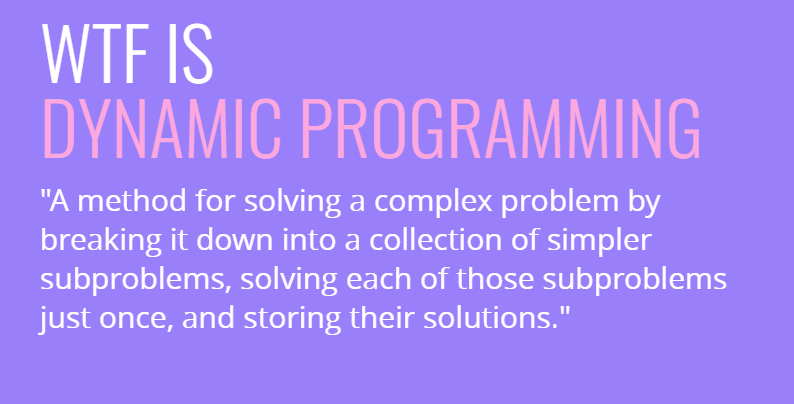 WTF IS
DYNAMIC PROGRAMMING
"A method for solving a complex problem by
breaking it down into a collection of simpler
subproblems, solving each of those subproblems
just once, and storing their solutions."